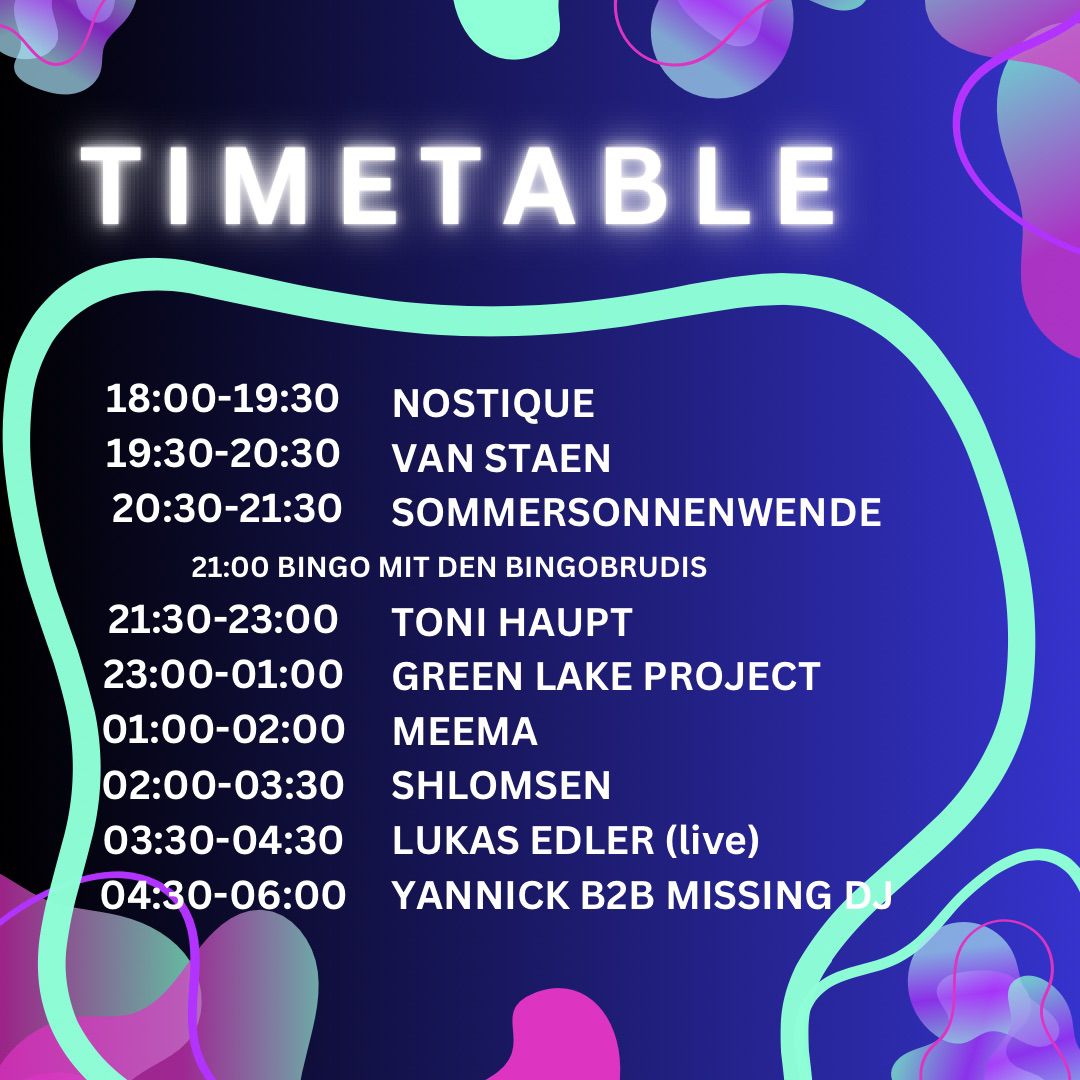 TIMETABLE
18:00-19:30 NOSTIQUE
19:30-20:30 VAN STAEN
20:30-21:30 SOMMERSONNENWENDE
21:00 BINGO MIT DEN BINGOBRUDIS
21:30-23:00 TONI HAUPT
23:00-01:00 GREEN LAKE PROJECT
01:00-02:00 MEEMA
02:00-03:30 SHLOMSEN
03:30-04:30 LUKAS EDLER (live)
04:30-06:00 YANNICK B2B MISSING DJ